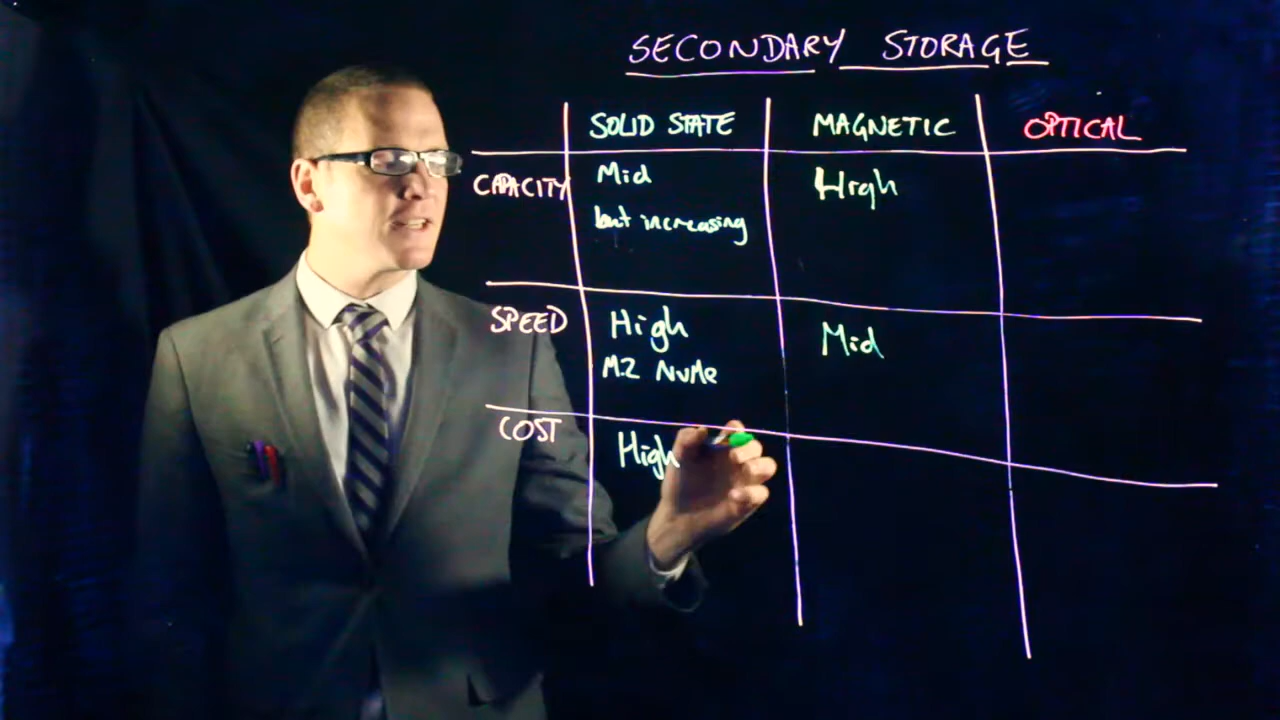 SECONDARY STORAGE
SOLID STATE MAGNETIC OPTICAL
CAPACITY Mid High
but increasing
SPEED High Mid
M.2 NVMe
COST High